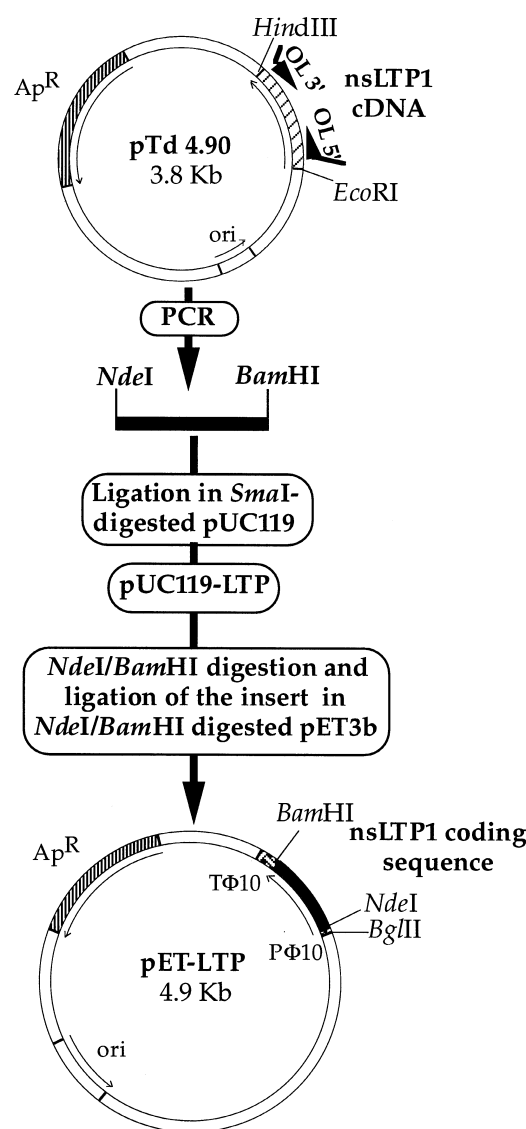 HindIII
OL 3'
nsLTP1
cDNA
OL 5'
ApR
pTd 4.90
3.8 Kb
EcoRI
ori
PCR
NdeI
BamHI
Ligation in SmaI-
digested pUC119
pUC119-LTP
NdeI/BamHI digestion and
ligation of the insert in
NdeI/BamHI digested pET3b
BamHI
nsLTP1 coding
sequence
ApR
TΦ10
NdeI
BglII
PΦ10
pET-LTP
4.9 Kb
ori